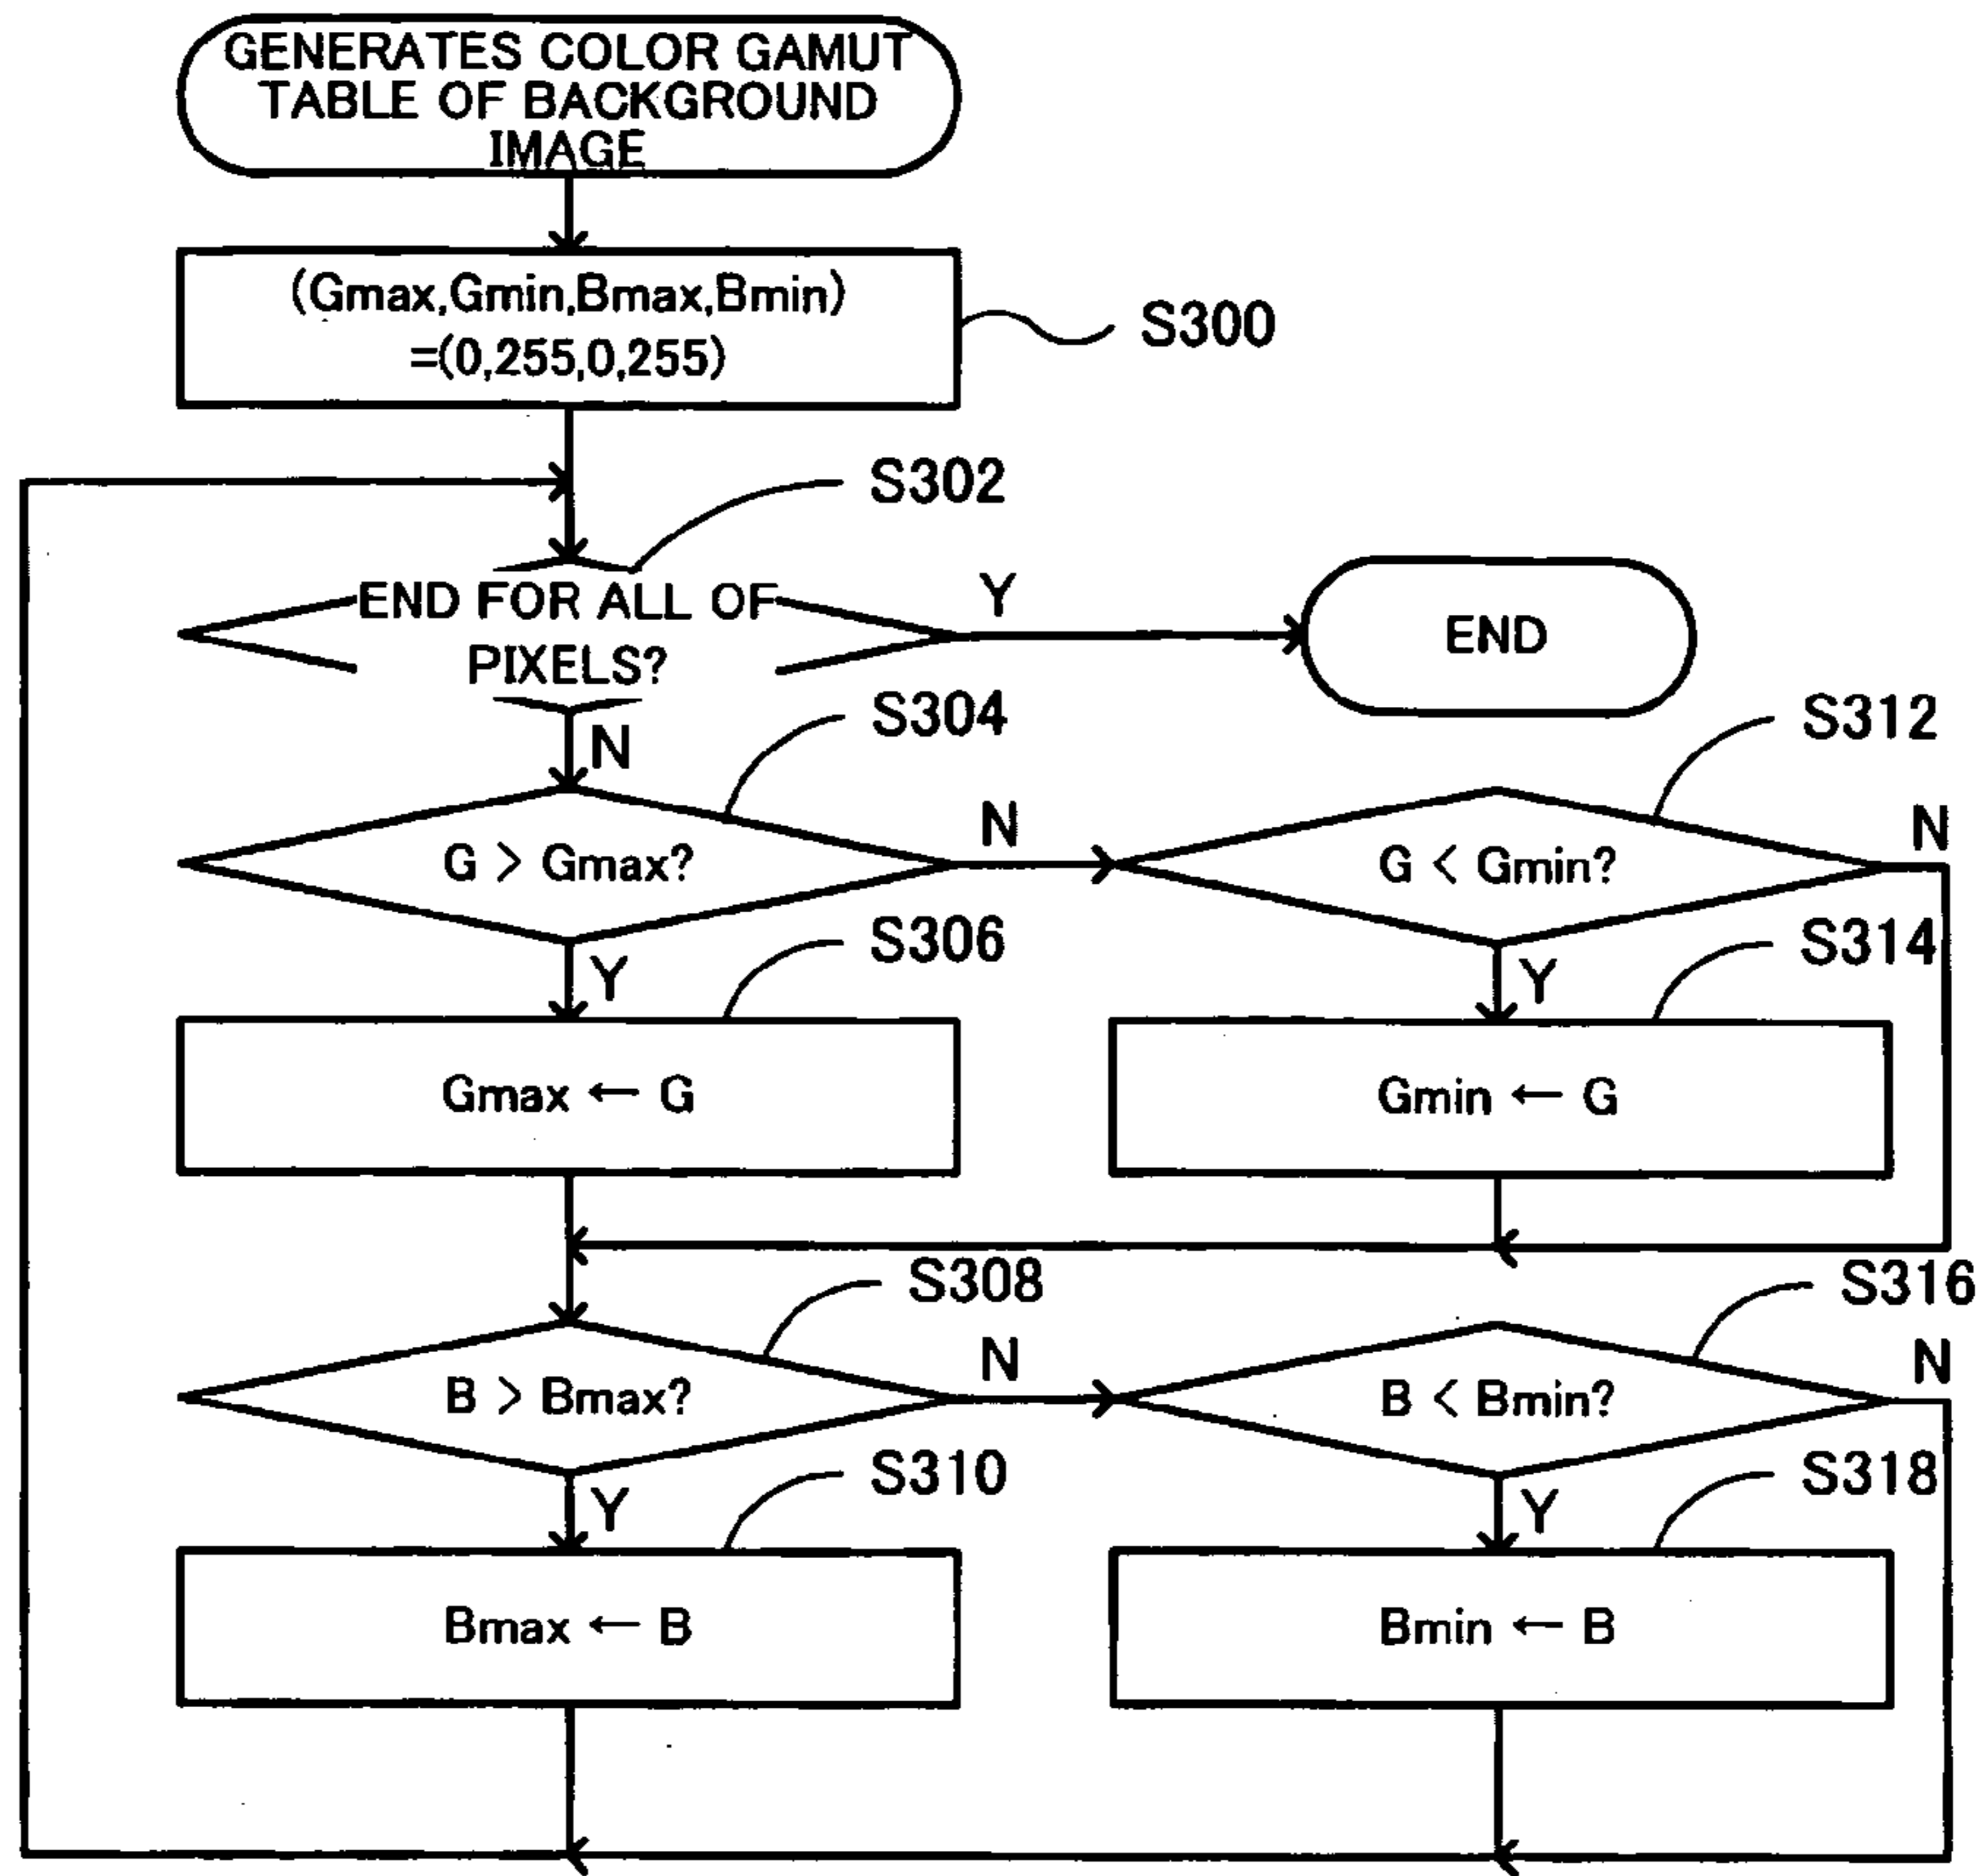 GENERATES COLOR GAMUT
TABLE OF BACKGROUND
IMAGE
(Gmax,Gmin,Bmax,Bmin)
=(0,255,0,255)
S300
S302
END FOR ALL OF
PIXELS?
Y
END
N
S304
S312
G > Gmax?
N
G < Gmin?
N
Y
S306
Y
S314
Gmax ← G
Gmin ← G
S308
S316
B > Bmax?
N
B < Bmin?
N
Y
S310
Y
S318
Bmax ← B
Bmin ← B